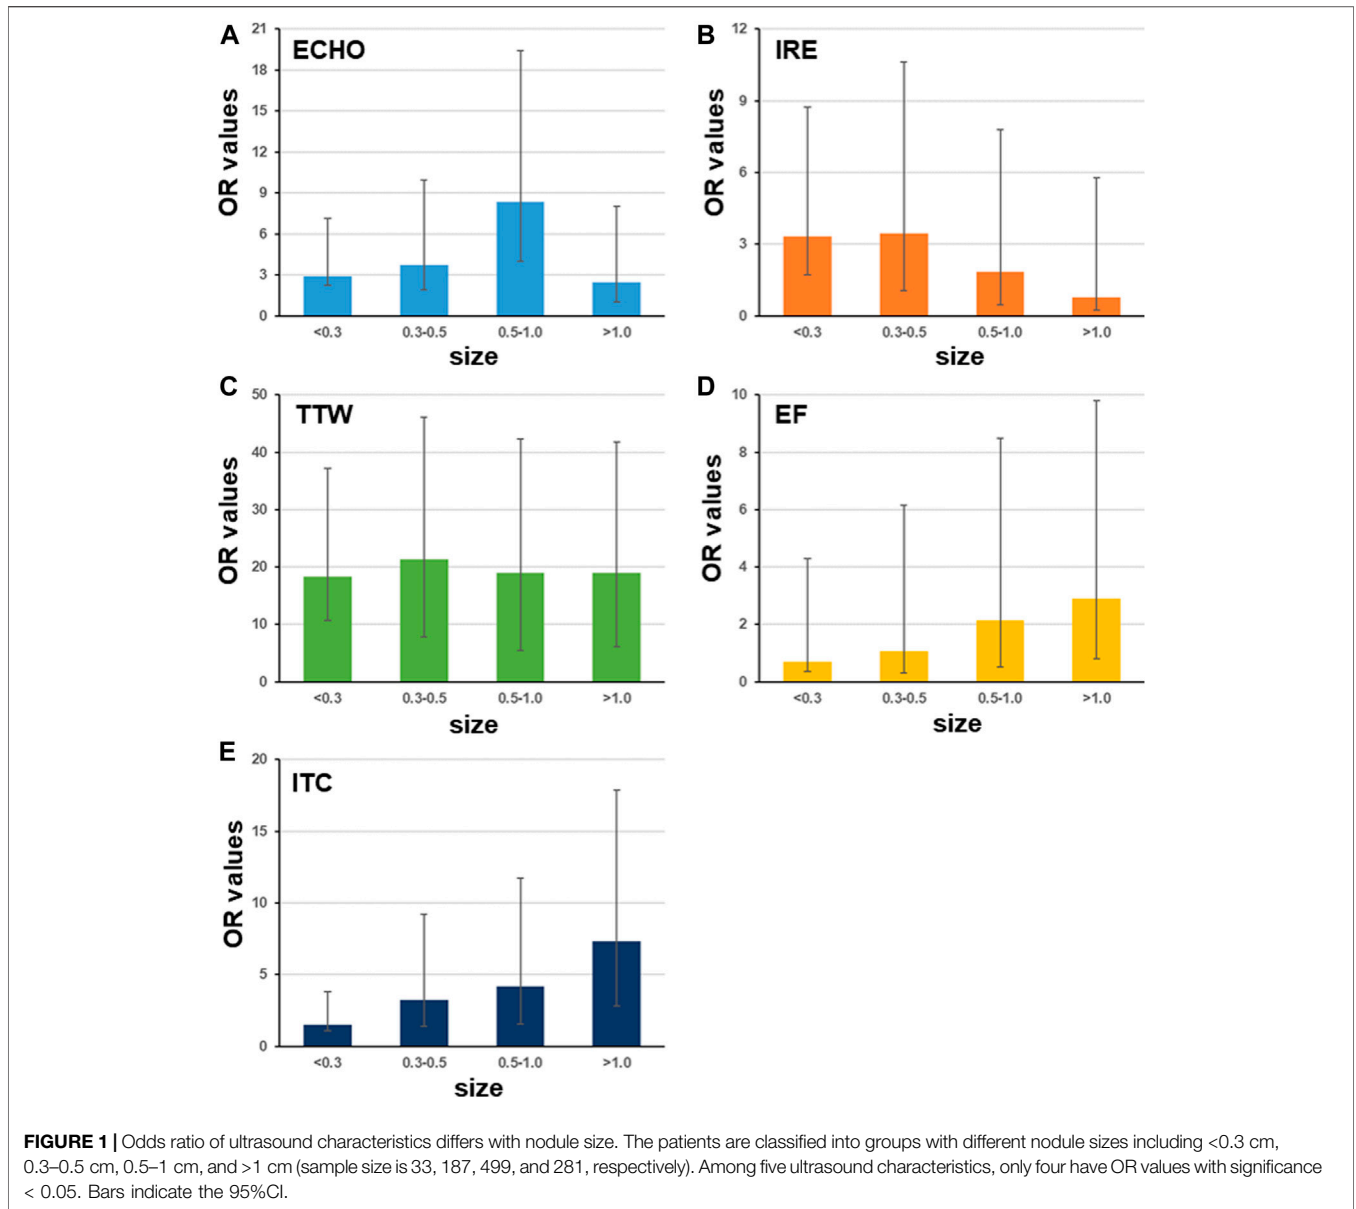 A
ECHO
OR values
21
18
15
12
9
6
3
0
<0.3 0.3-0.5 0.5-1.0 >1.0
size
B
IRE
OR values
12
9
6
3
0
<0.3 0.3-0.5 0.5-1.0 >1.0
size
C
TTW
OR values
50
40
30
20
10
0
<0.3 0.3-0.5 0.5-1.0 >1.0
size
D
EF
OR values
10
8
6
4
2
0
<0.3 0.3-0.5 0.5-1.0 >1.0
size
E
ITC
OR values
20
15
10
5
0
<0.3 0.3-0.5 0.5-1.0 >1.0
size
FIGURE 1 | Odds ratio of ultrasound characteristics differs with nodule size. The patients are classified into groups with different nodule sizes including <0.3 cm,
0.3–0.5 cm, 0.5–1 cm, and >1 cm (sample size is 33, 187, 499, and 281, respectively). Among five ultrasound characteristics, only four have OR values with significance
< 0.05. Bars indicate the 95%CI.